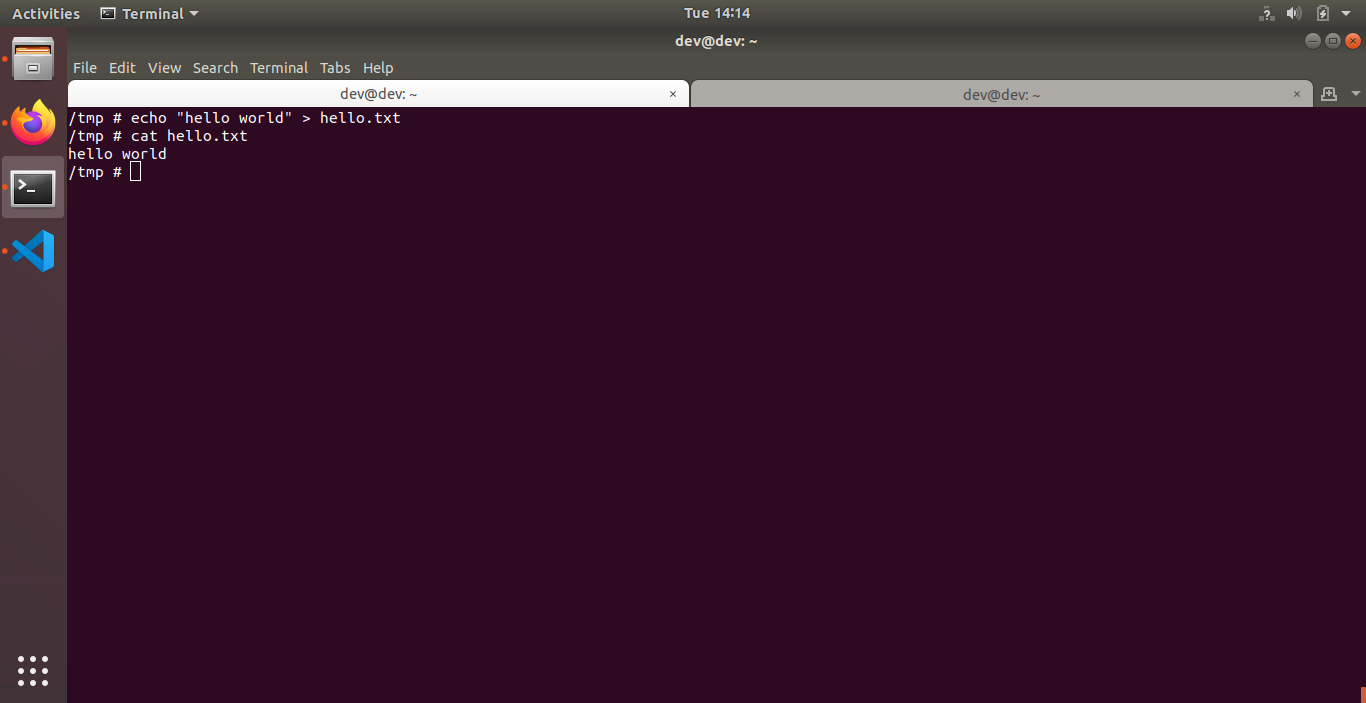 Activities Terminal Tue 14:14
dev@dev: ~
File Edit View Search Terminal Tabs Help
dev@dev: ~ × dev@dev: ~ ×
/tmp # echo "hello world" > hello.txt
/tmp # cat hello.txt
hello world
/tmp #